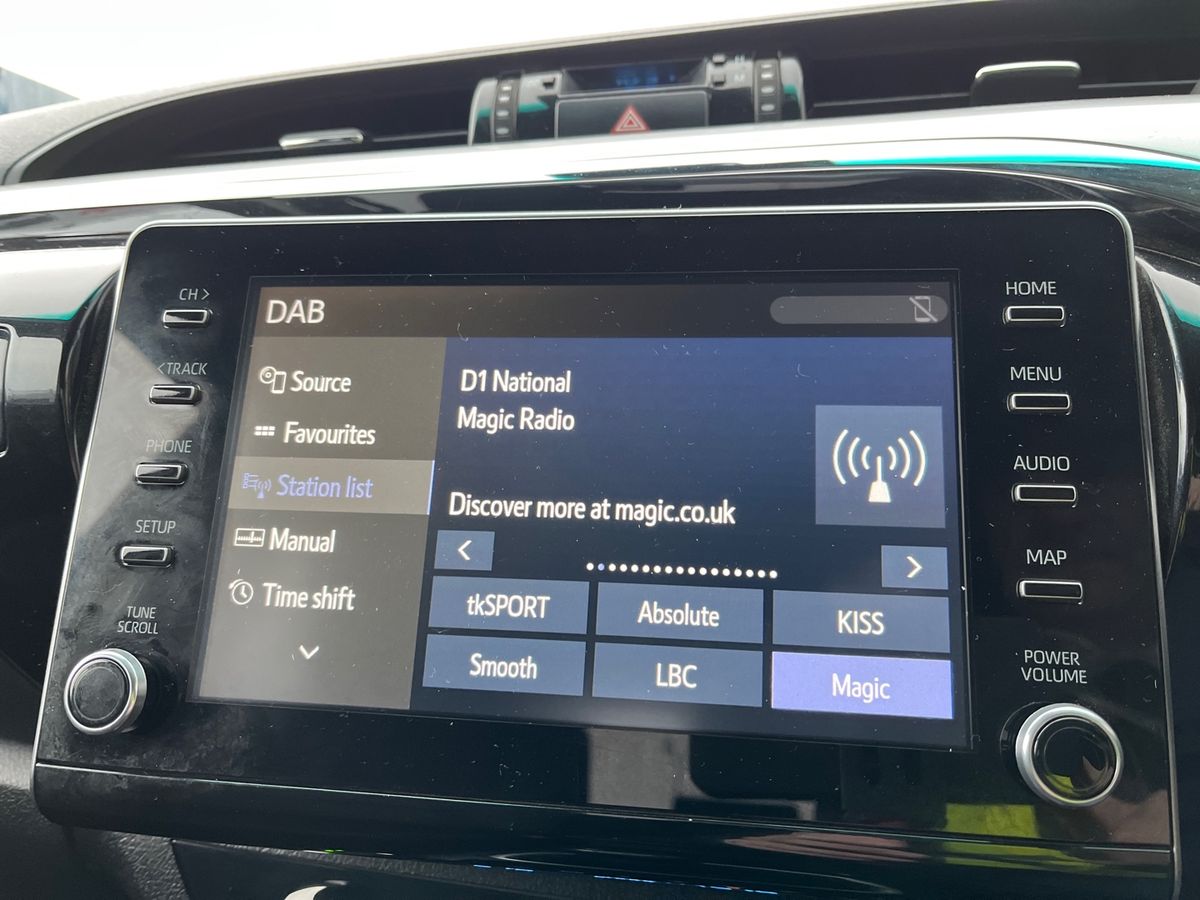 CH >
<TRACK
PHONE
SETUP
TUNE
SCROLL
DAB
Source
Favourites
Station list
Manual
Time shift
D1 National
Magic Radio
Discover more at magic.co.uk
<
>
tkSPORT
Absolute
KISS
Smooth
LBC
Magic
HOME
MENU
AUDIO
MAP
POWER
VOLUME